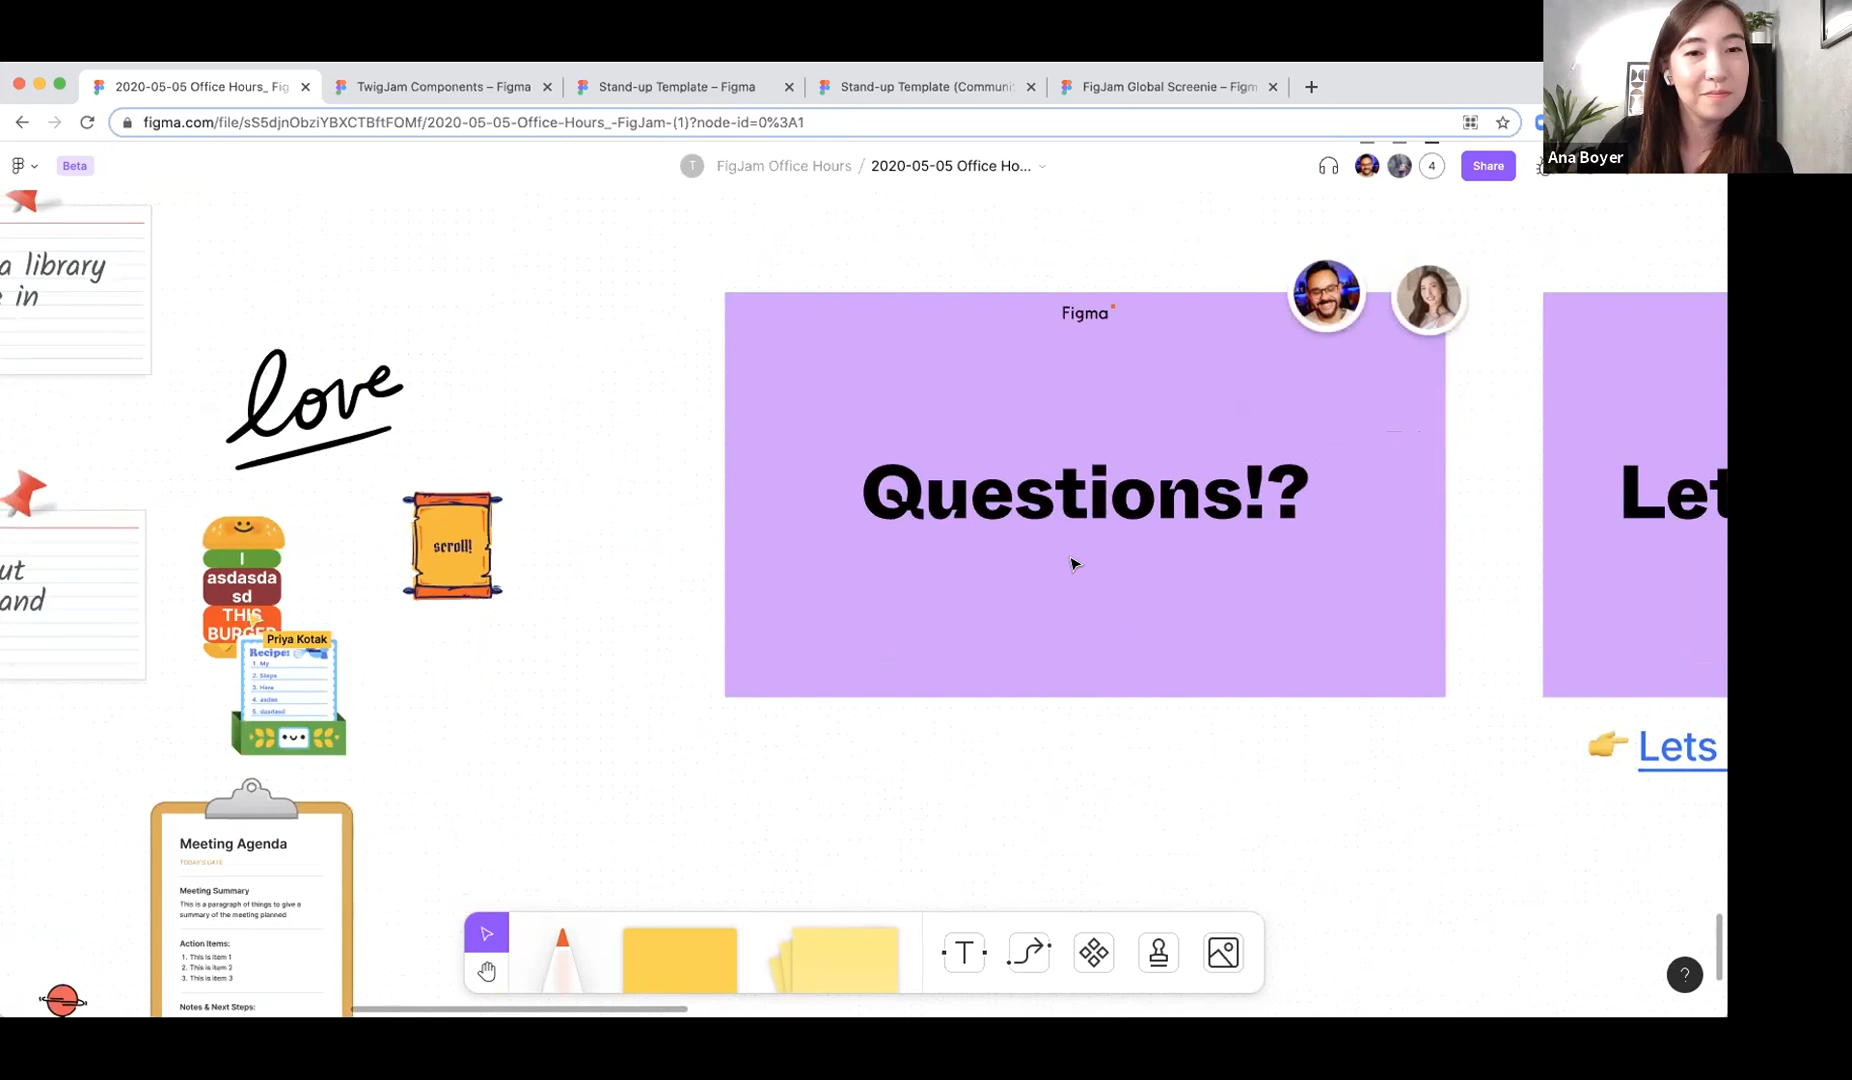 2020-05-05 Office Hours_ Fig
TwigJam Components – Figma
Stand-up Template – Figma
Stand-up Template (Communi
FigJam Global Screenie – Figm
figma.com/file/sS5djnObziYBXCTBftFOMf/2020-05-05-Office-Hours_-FigJam-(1)?node-id=0%3A1
Ana Boyer
Beta
T
FigJam Office Hours / 2020-05-05 Office Ho...
4
Share
a library
e in
love
Figma
Questions!?
Let
scroll!
ut
and
I
asdasda
sd
THIS
BURGER
Priya Kotak
Recipe:
1. My
2. Steps
3. Here
4. asdas
Lets
Meeting Agenda
TODAY'S DATE
Meeting Summary
This is a paragraph of things to give a
summary of the meeting planned
Action Items:
1. This is item 1
2. This is item 2
3. This is item 3
Notes & Next Steps:
T
?